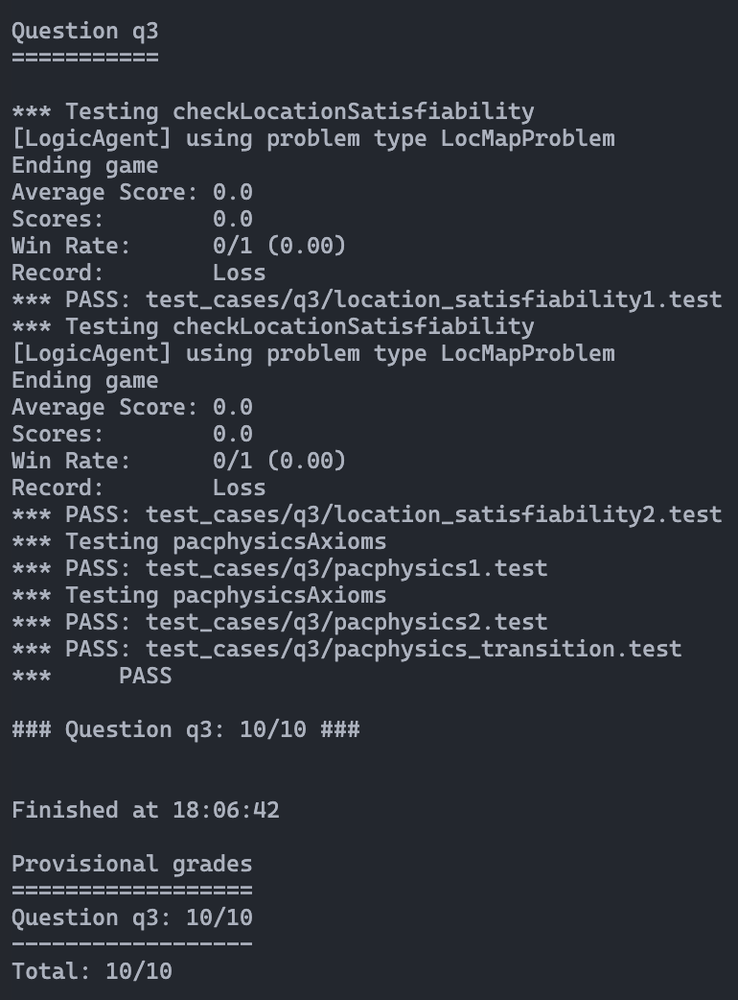 Question q3
===========
*** Testing checkLocationSatisfiability
[LogicAgent] using problem type LocMapProblem
Ending game
Average Score: 0.0
Scores:        0.0
Win Rate:      0/1 (0.00)
Record:        Loss
*** PASS: test_cases/q3/location_satisfiability1.test
*** Testing checkLocationSatisfiability
[LogicAgent] using problem type LocMapProblem
Ending game
Average Score: 0.0
Scores:        0.0
Win Rate:      0/1 (0.00)
Record:        Loss
*** PASS: test_cases/q3/location_satisfiability2.test
*** Testing pacphysicsAxioms
*** PASS: test_cases/q3/pacphysics1.test
*** Testing pacphysicsAxioms
*** PASS: test_cases/q3/pacphysics2.test
*** PASS: test_cases/q3/pacphysics_transition.test
***     PASS
### Question q3: 10/10 ###
Finished at 18:06:42
Provisional grades
==================
Question q3: 10/10
------------------
Total: 10/10